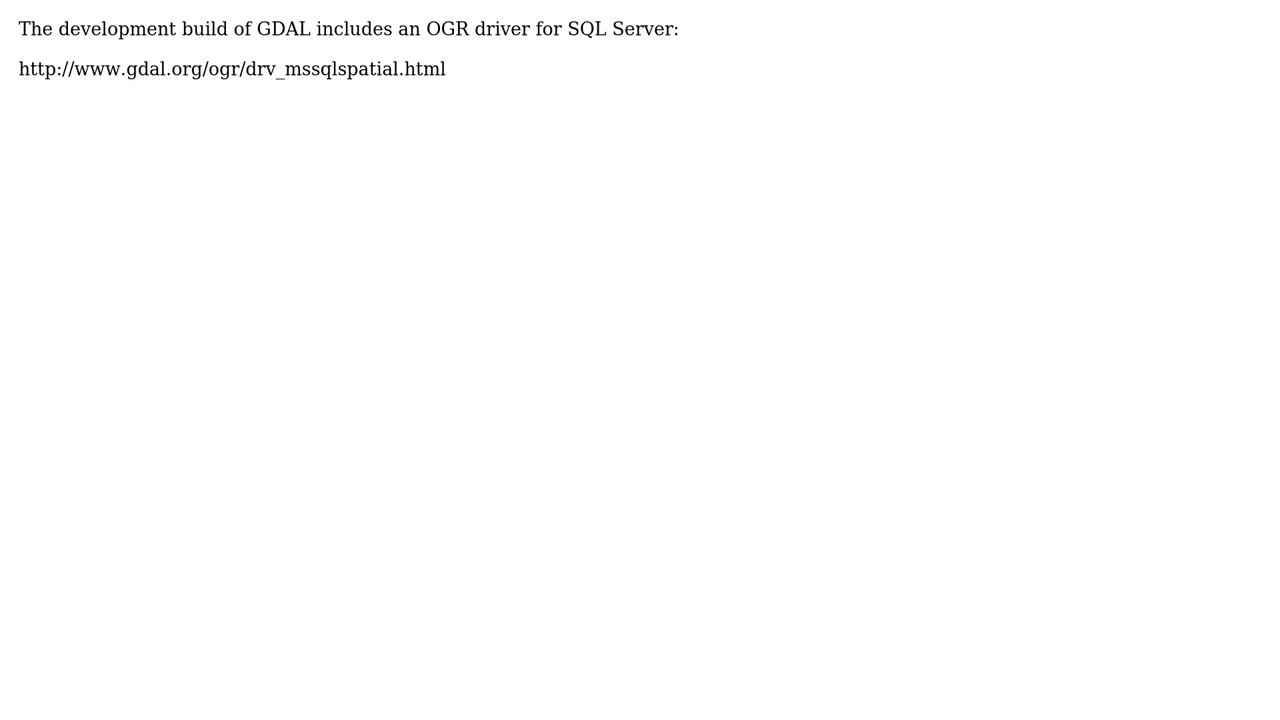 The development build of GDAL includes an OGR driver for SQL Server:
http://www.gdal.org/ogr/drv_mssqlspatial.html